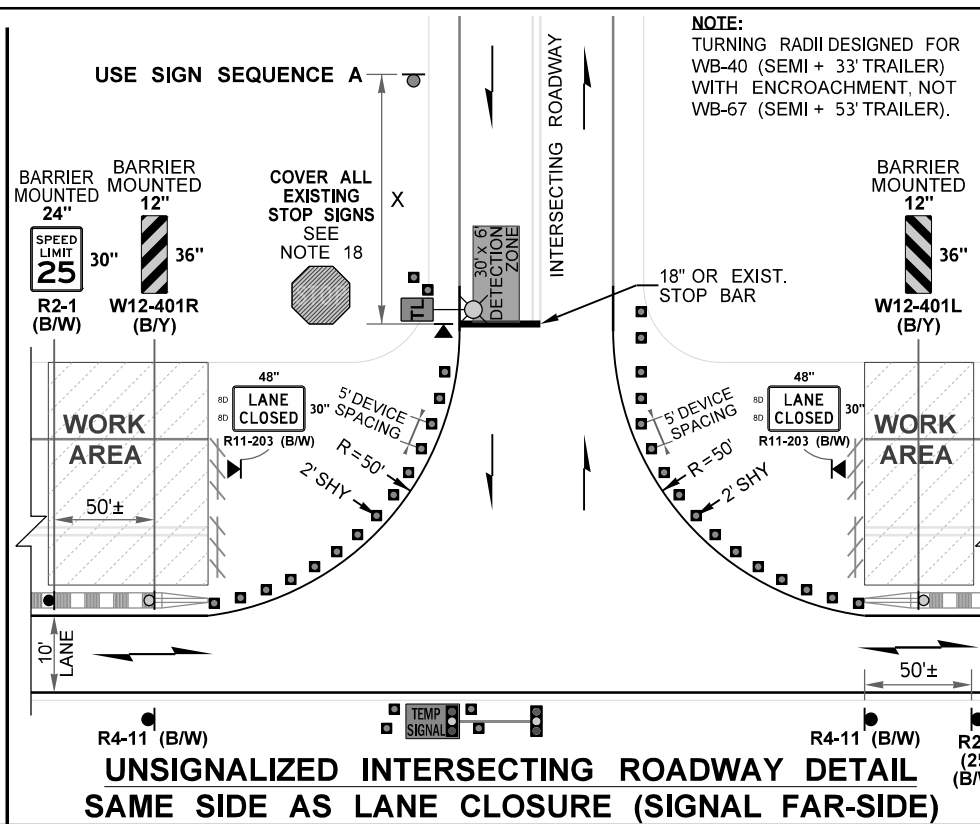 NOTE:
TURNING RADII DESIGNED FOR
WB-40 (SEMI + 33' TRAILER)
WITH ENCROACHMENT, NOT
WB-67 (SEMI + 53' TRAILER).
USE SIGN SEQUENCE A
X
INTERSECTING ROADWAY
BARRIER
MOUNTED
24"
SPEED
LIMIT
25
30"
R2-1
(B/W)
BARRIER
MOUNTED
12"
36"
W12-401R
(B/Y)
COVER ALL
EXISTING
STOP SIGNS
SEE
NOTE 18
STOP
TL
30' x 6'
DETECTION
ZONE
18" OR EXIST.
STOP BAR
BARRIER
MOUNTED
12"
36"
W12-401L
(B/Y)
WORK
AREA
50'±
48"
8D
8D
LANE
CLOSED
30"
R11-203 (B/W)
5' DEVICE
SPACING
R = 50'
2' SHY
5' DEVICE
SPACING
R = 50'
2' SHY
48"
8D
8D
LANE
CLOSED
30"
R11-203 (B/W)
WORK
AREA
10'
LANE
50'±
R4-11 (B/W)
TEMP
SIGNAL
R4-11 (B/W)
UNSIGNALIZED INTERSECTING ROADWAY DETAIL
SAME SIDE AS LANE CLOSURE (SIGNAL FAR-SIDE)